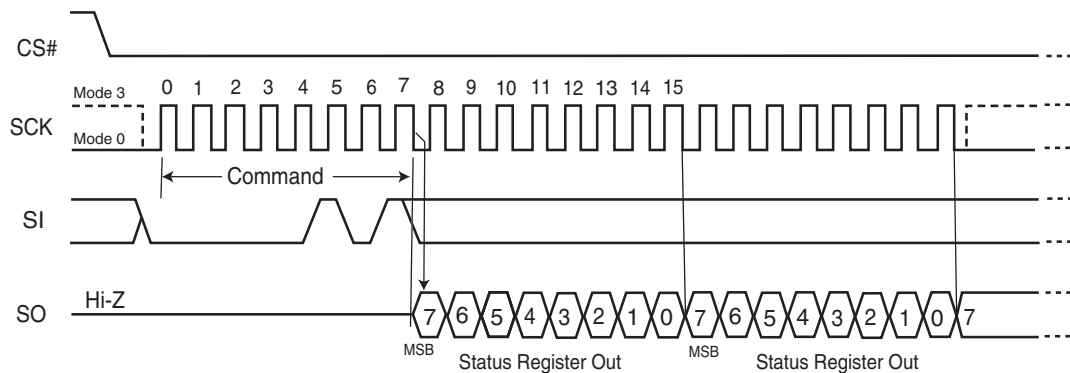 CS#
Mode 3
0 1 2 3 4 5 6 7 8 9 10 11 12 13 14 15
SCK
Mode 0
Command
SI
Hi-Z
SO
7 6 5 4 3 2 1 0 7 6 5 4 3 2 1 0 7
MSB Status Register Out MSB Status Register Out